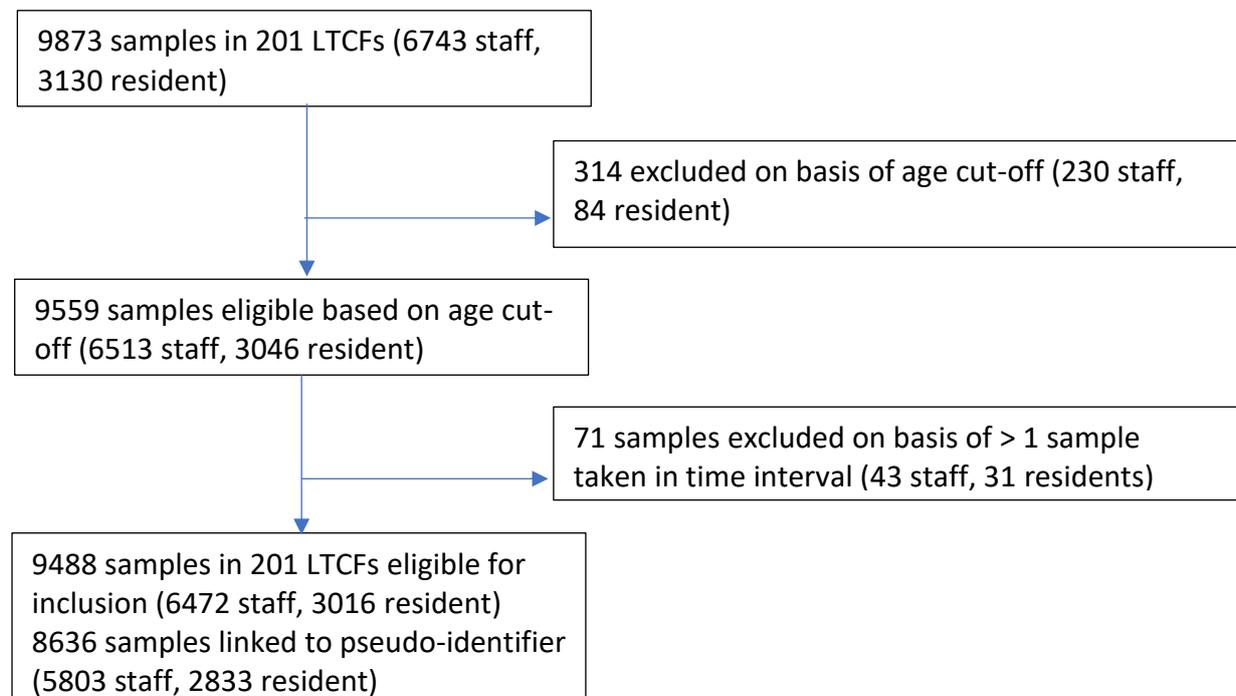 9873 samples in 201 LTCFs (6743 staff,
3130 resident)
314 excluded on basis of age cut-off (230 staff,
84 resident)
9559 samples eligible based on age cut-
off (6513 staff, 3046 resident)
71 samples excluded on basis of > 1 sample
taken in time interval (43 staff, 31 residents)
9488 samples in 201 LTCFs eligible for
inclusion (6472 staff, 3016 resident)
8636 samples linked to pseudo-identifier
(5803 staff, 2833 resident)